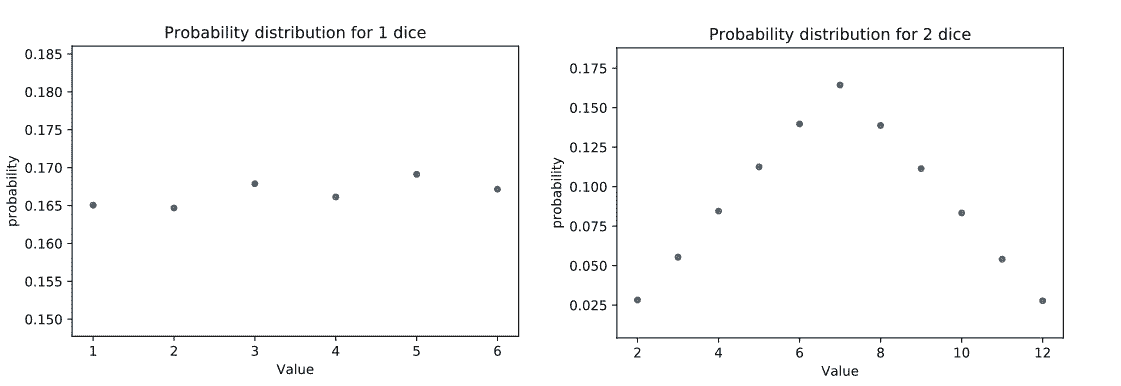 Probability distribution for 1 dice
0.185
0.180
0.175
0.170
0.165
0.160
0.155
0.150
probability
1 2 3 4 5 6
Value
Probability distribution for 2 dice
0.175
0.150
0.125
0.100
0.075
0.050
0.025
probability
2 4 6 8 10 12
Value